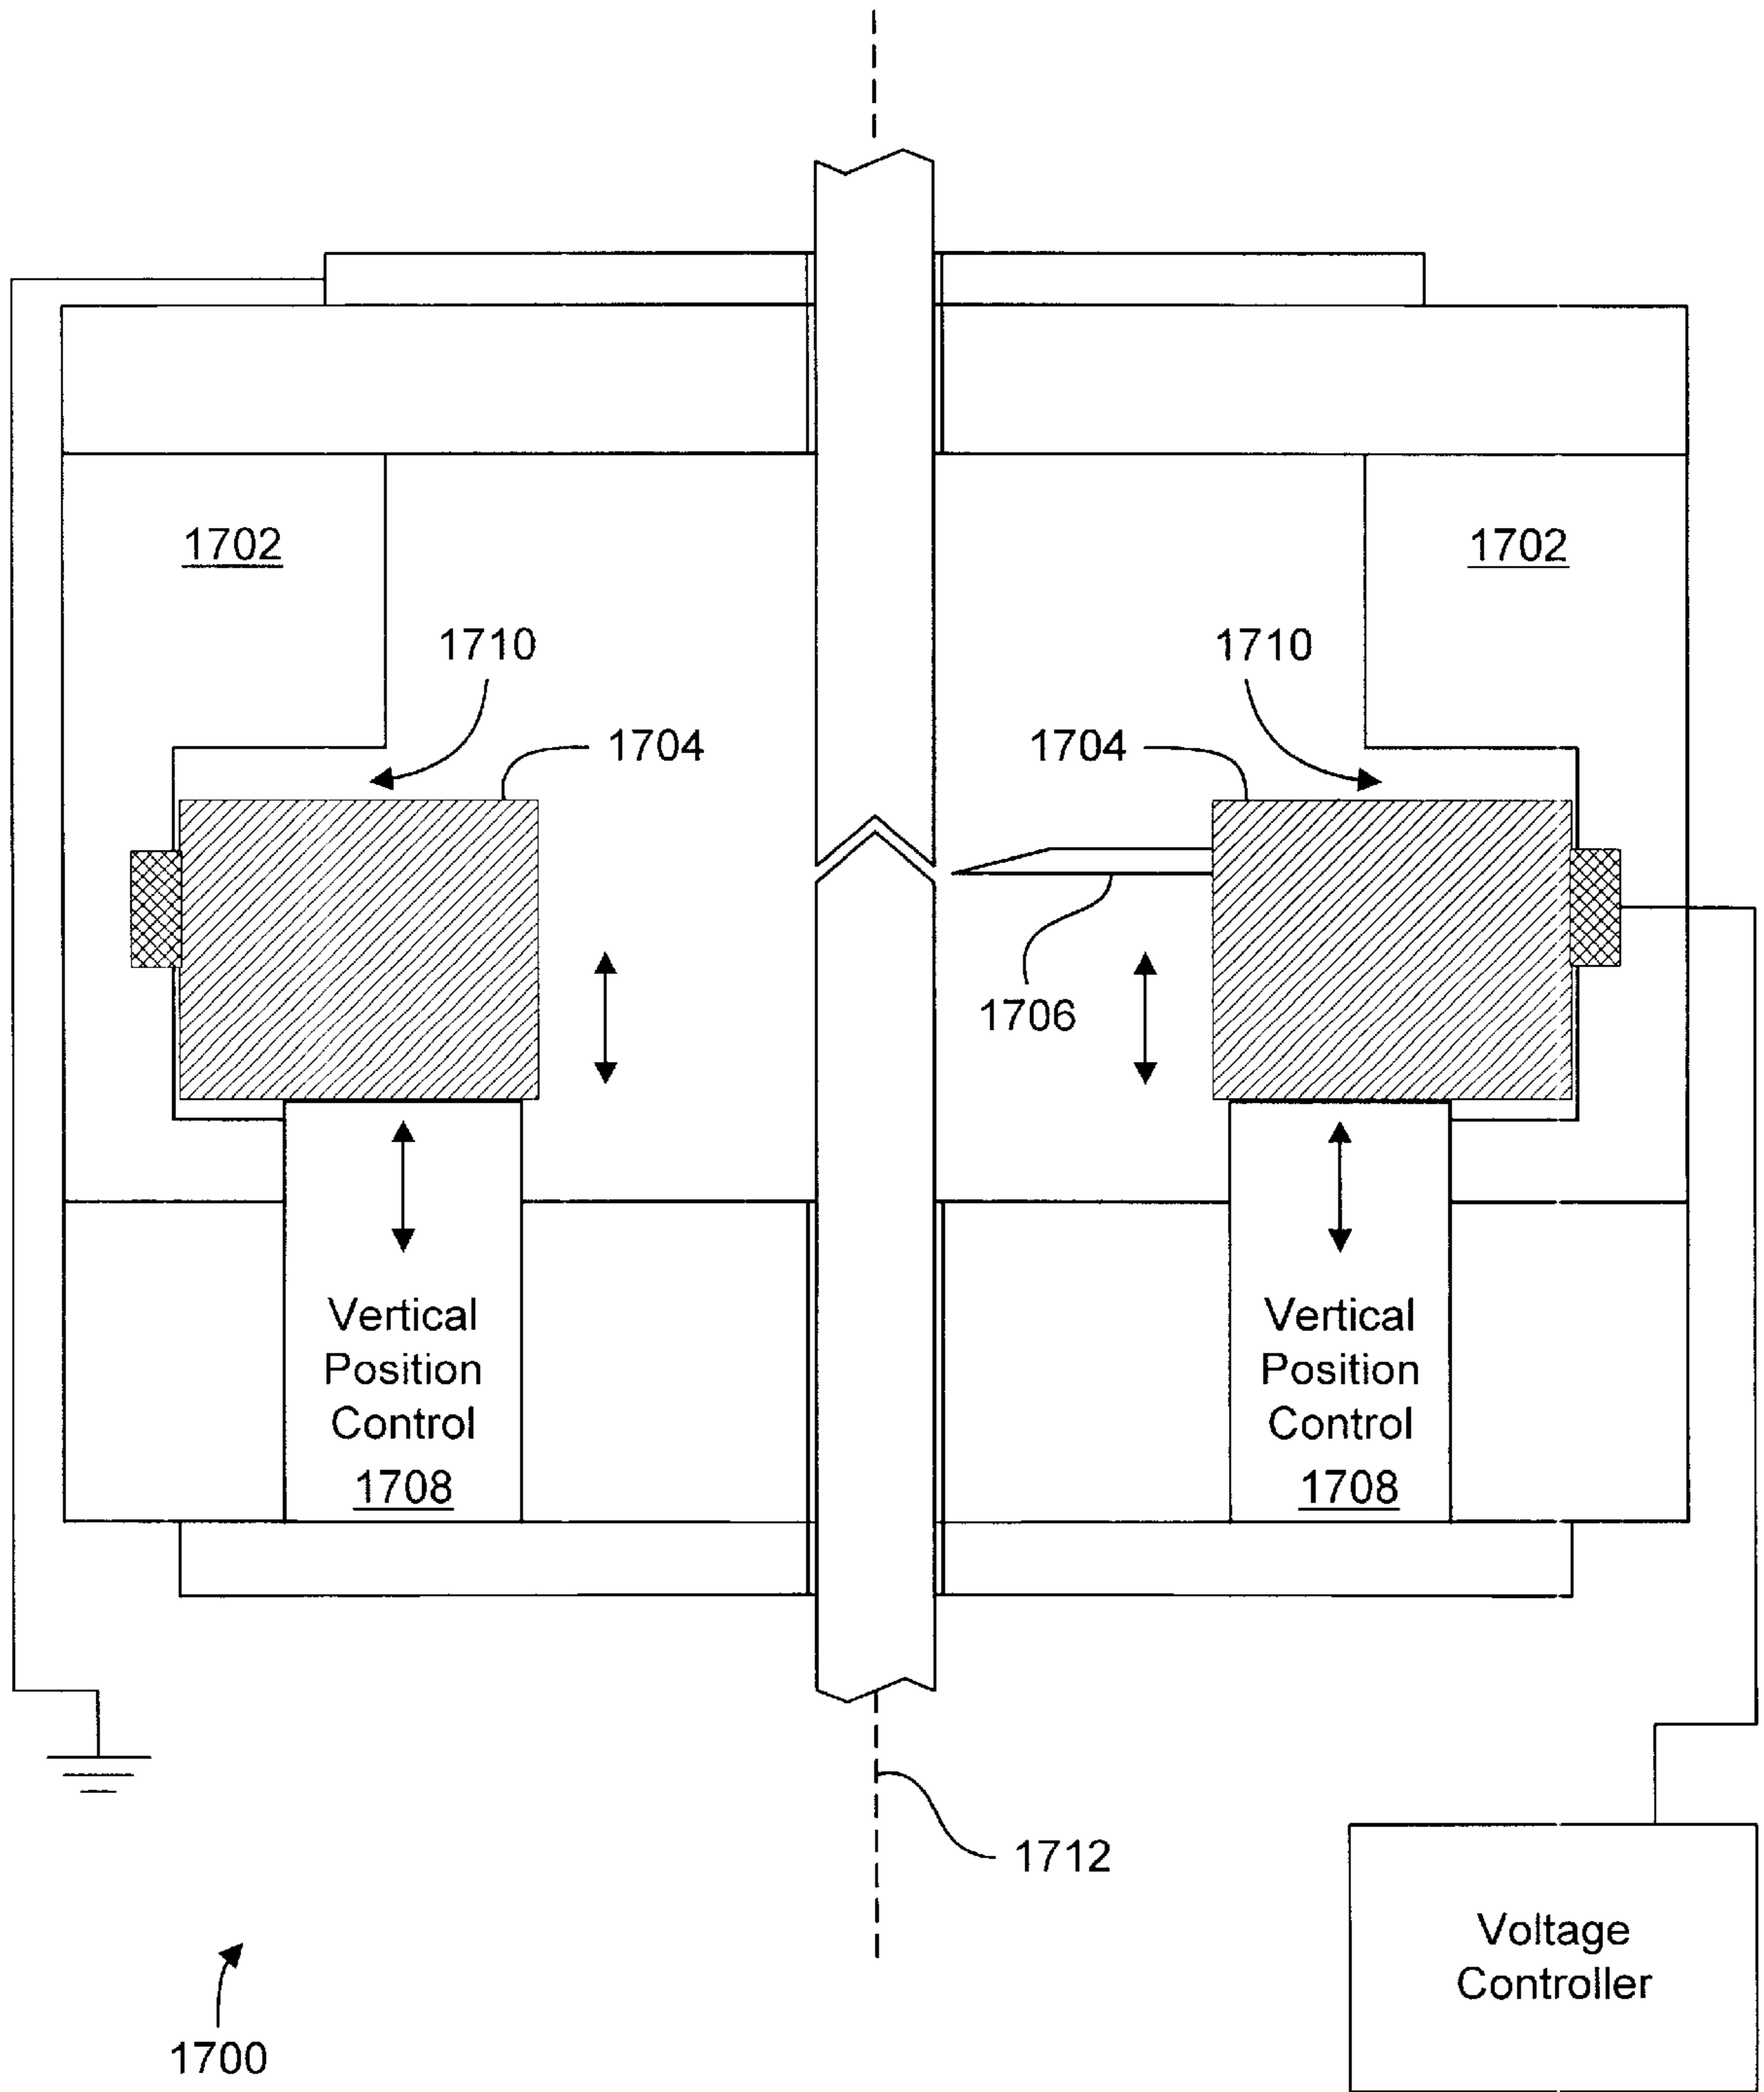 1702
1702
1710
1710
1704
1704
1706
Vertical
Position
Control
1708
Vertical
Position
Control
1708
1712
Voltage
Controller
1700